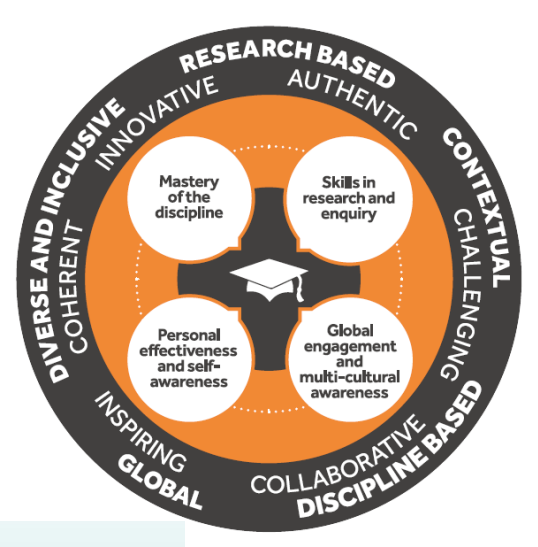 RESEARCH BASED
AUTHENTIC
CONTEXTUAL
CHALLENGING
DISCIPLINE BASED
COLLABORATIVE
GLOBAL
INSPIRING
DIVERSE AND INCLUSIVE
COHERENT
INNOVATIVE
Mastery
of the
discipline
Skills in
research and
enquiry
Personal
effectiveness
and self-
awareness
Global
engagement
and
multi-cultural
awareness